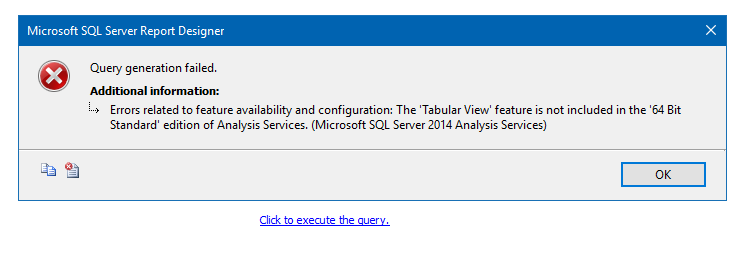 Microsoft SQL Server Report Designer
Query generation failed.
Additional information:
Errors related to feature availability and configuration: The 'Tabular View' feature is not included in the '64 Bit
Standard' edition of Analysis Services. (Microsoft SQL Server 2014 Analysis Services)
OK
Click to execute the query.